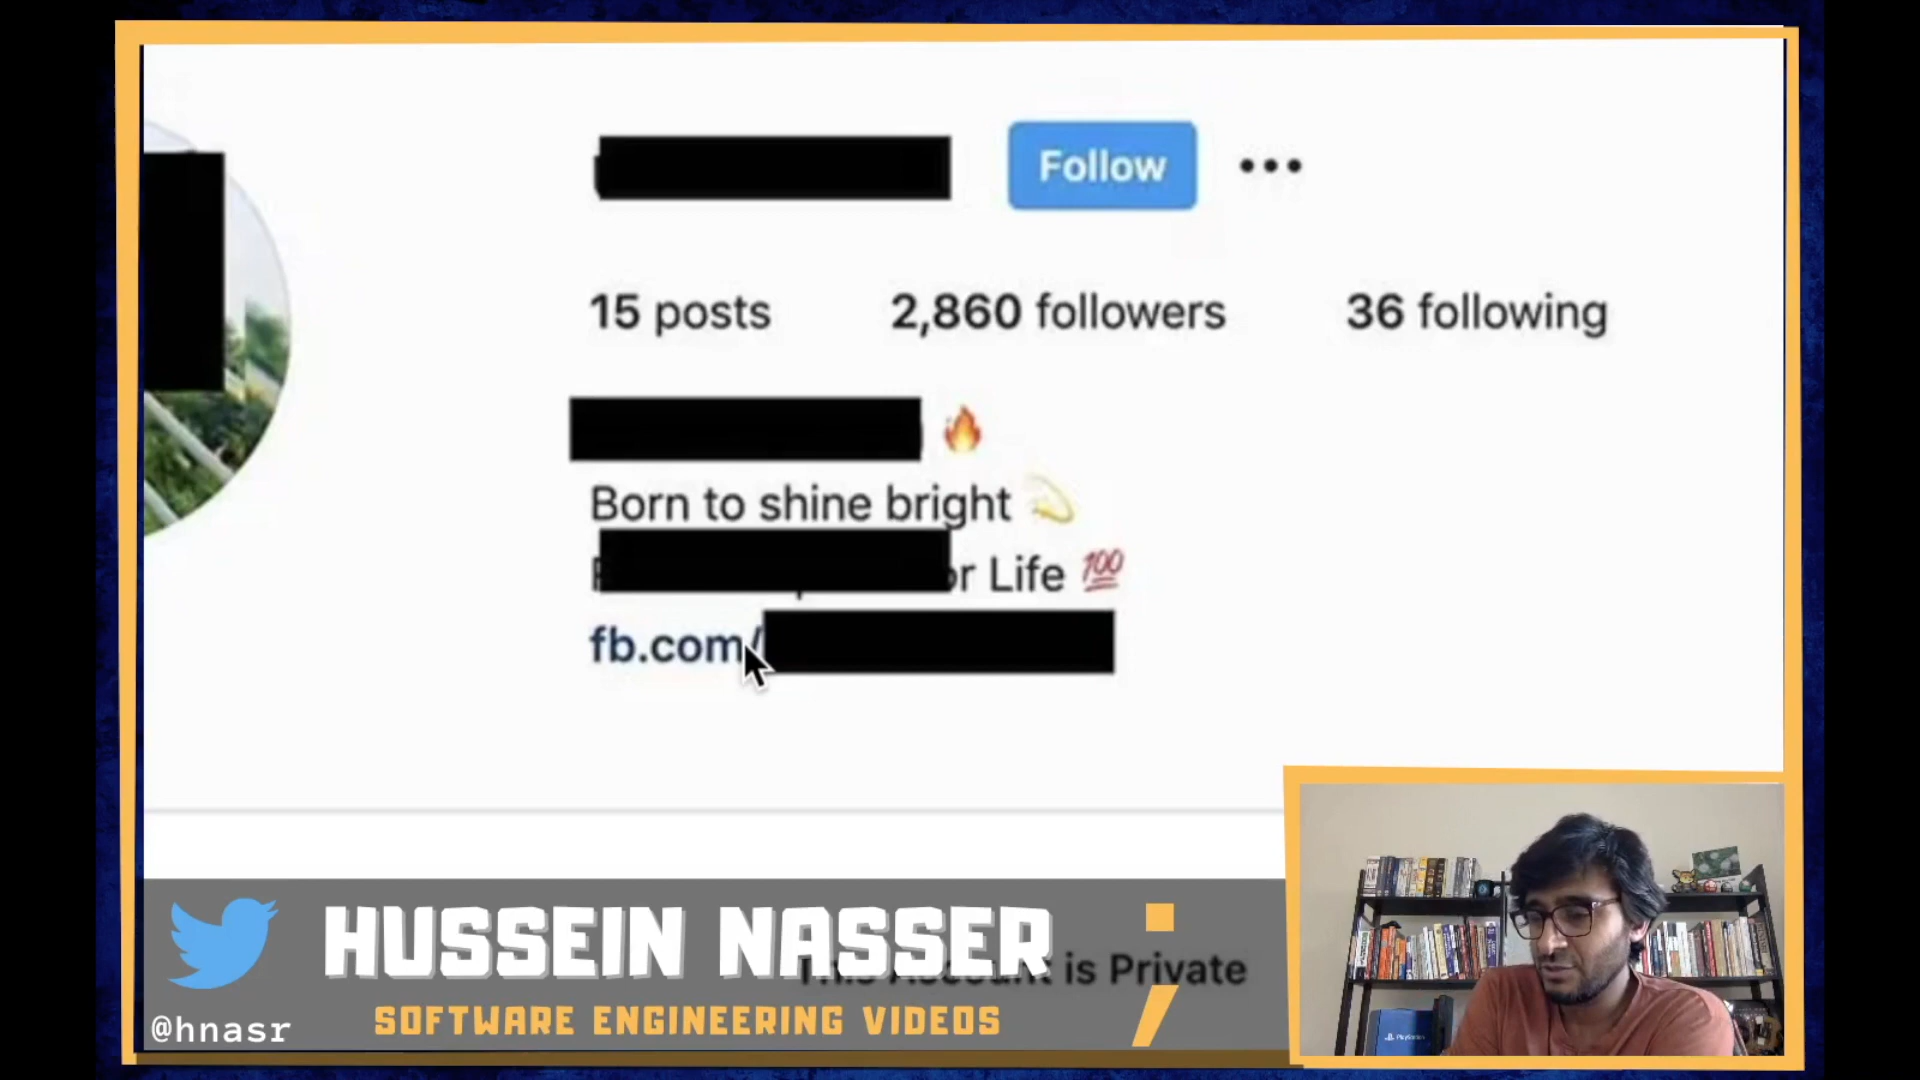 Follow •••
15 posts 2,860 followers 36 following
🔥
Born to shine bright 💫
or Life 💯
fb.com/
This Account is Private
HUSSEIN NASSER ;
SOFTWARE ENGINEERING VIDEOS
@hnasr
PlayStation